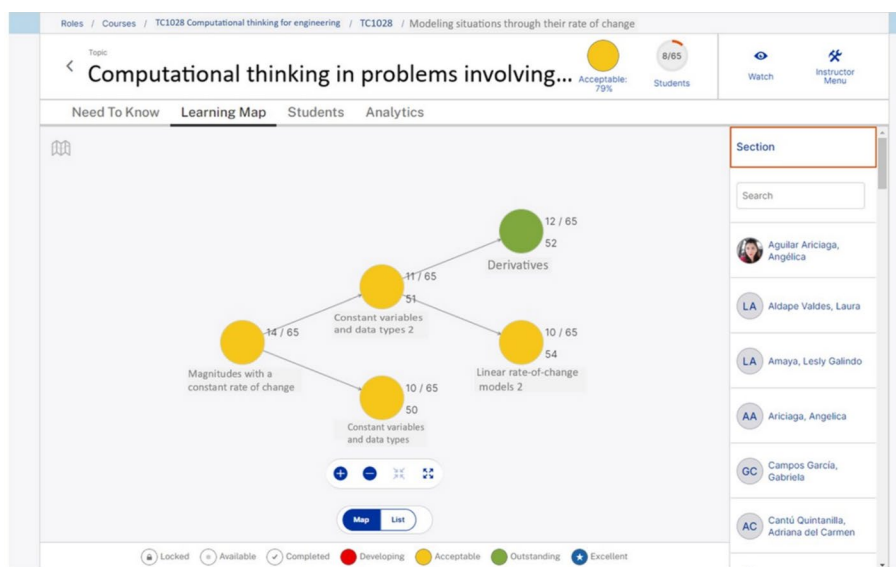 Roles / Courses / TC1028 Computational thinking for engineering / TC1028 / Modeling situations through their rate of change
Topic
Computational thinking in problems involving...
Acceptable:
79%
8/65
Students
Watch
Instructor
Menu
Need To Know Learning Map Students Analytics
Section
Search
12 / 65
52
Derivatives
11 / 65
51
Constant variables
and data types 2
14 / 65
Magnitudes with a
constant rate of change
10 / 65
54
Linear rate-of-change
models 2
10 / 65
50
Constant variables
and data types
Map List
Aguilar Ariciaga,
Angélica
LA Aldape Valdes, Laura
LA Amaya, Lesly Galindo
AA Ariciaga, Angelica
GC Campos García,
Gabriela
AC Cantú Quintanilla,
Adriana del Carmen
Locked Available Completed Developing Acceptable Outstanding Excellent